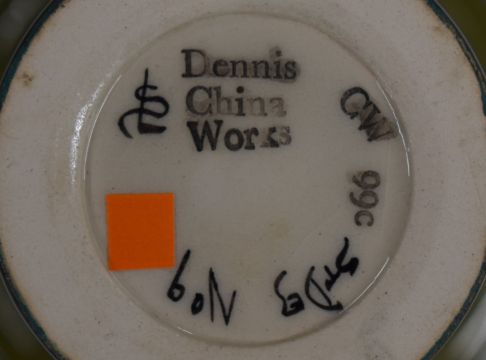 Dennis
China
Works
CW
99c
No9